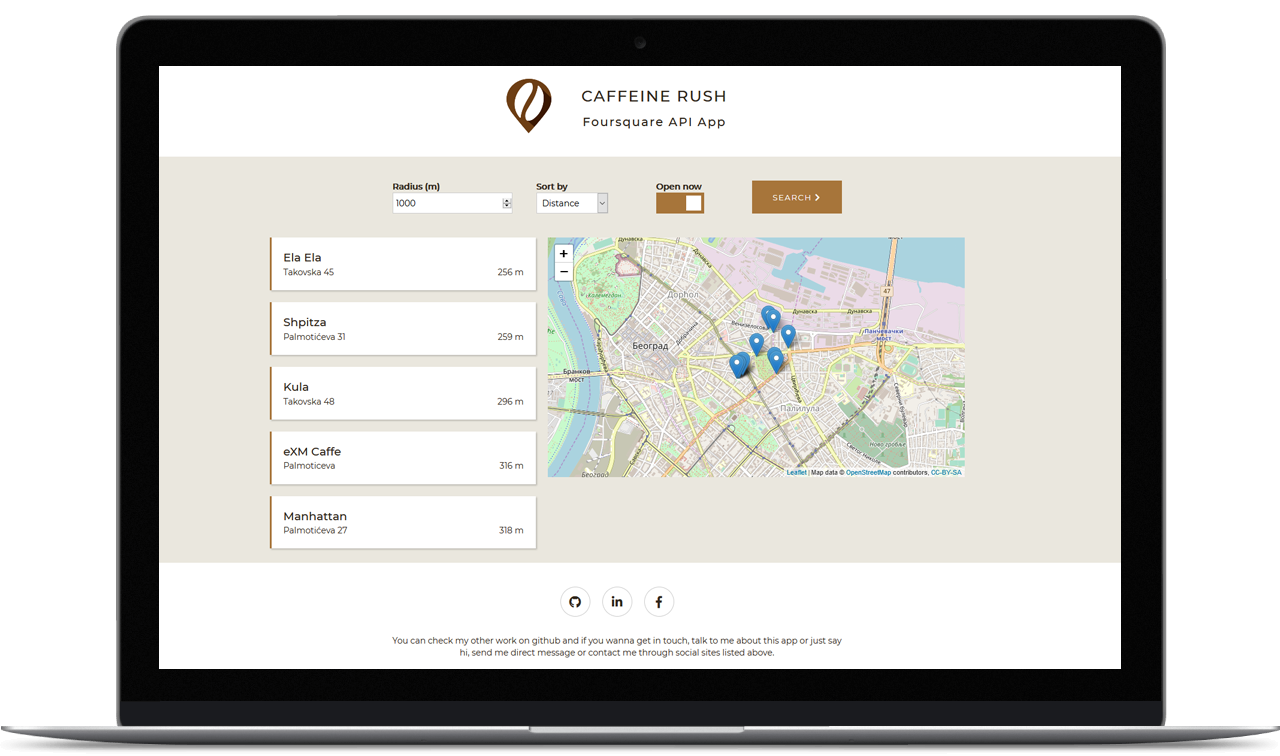 CAFFEINE RUSH
Foursquare API App
Radius (m)
Sort by
Open now
1000
Distance
SEARCH
Ela Ela
Takovska 45
256 m
Shpitza
Palmotićeva 31
259 m
Kula
Takovska 48
296 m
eXM Caffe
Palmoticeva
316 m
Manhattan
Palmotićeva 27
318 m
+
−
Дунавска
Дунавска
Дорћол
47
Дунавска
Дунавска
Београд
Панчевачки
мост
Бранков
мост
Палилула
Ново гробље
Београд
Leaflet | Map data © OpenStreetMap contributors, CC-BY-SA
You can check my other work on github and if you wanna get in touch, talk to me about this app or just say
hi, send me direct message or contact me through social sites listed above.